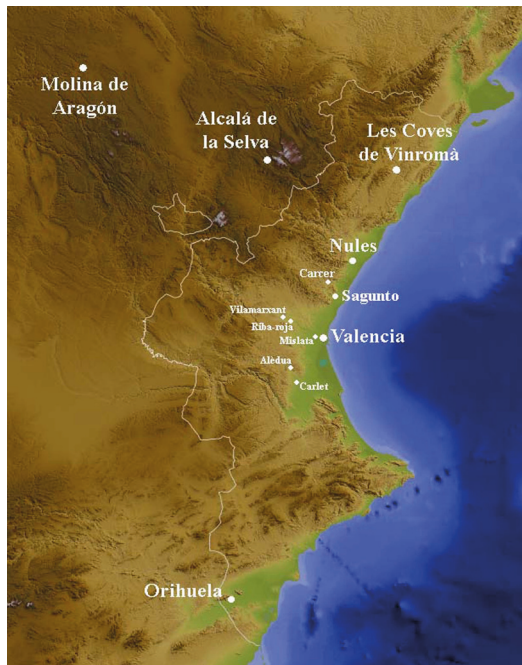 Molina de
Aragón
Alcalá de
la Selva
Les Coves
de Vinromà
Nules
Carcer
Sagunto
Vilamarxant
Riba-roja
Mislata
Valencia
Alèdua
Carlet
Orihuela